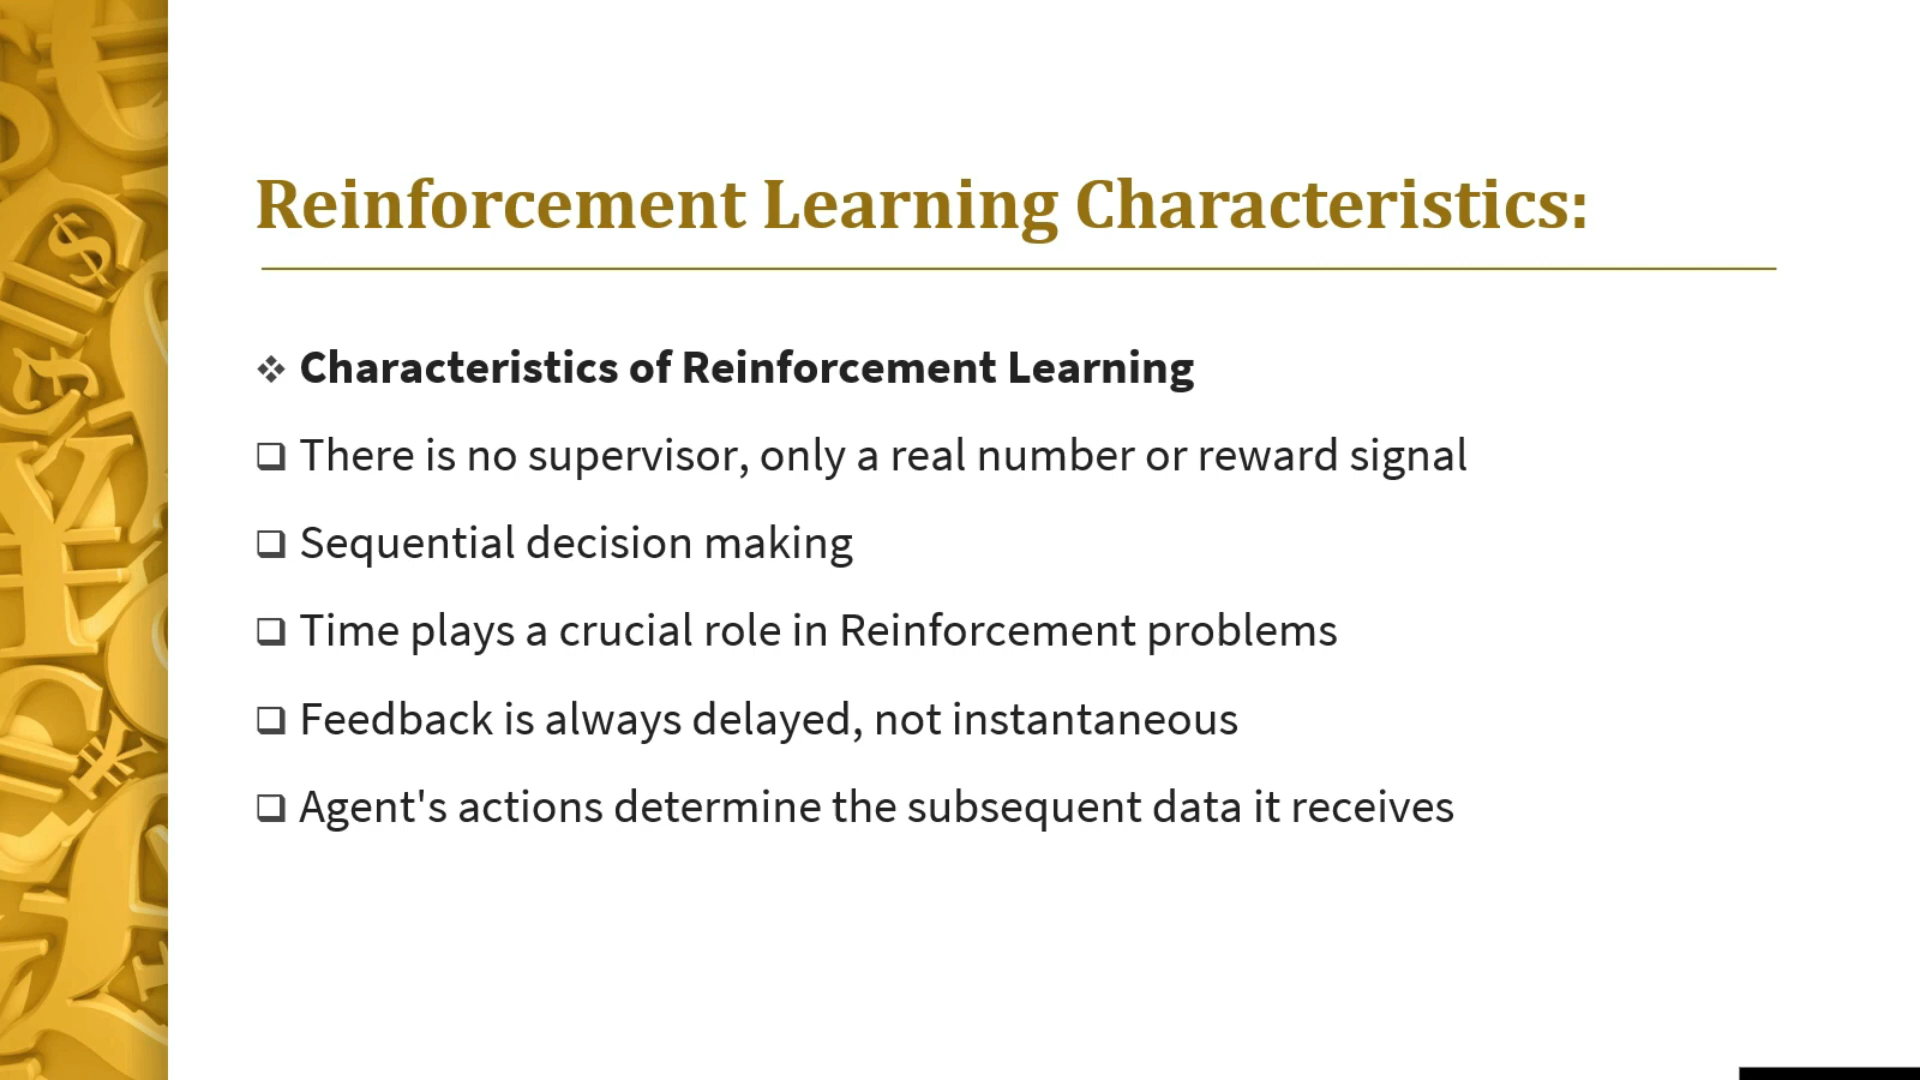 Reinforcement Learning Characteristics:
❖ Characteristics of Reinforcement Learning
❑ There is no supervisor, only a real number or reward signal
❑ Sequential decision making
❑ Time plays a crucial role in Reinforcement problems
❑ Feedback is always delayed, not instantaneous
❑ Agent's actions determine the subsequent data it receives